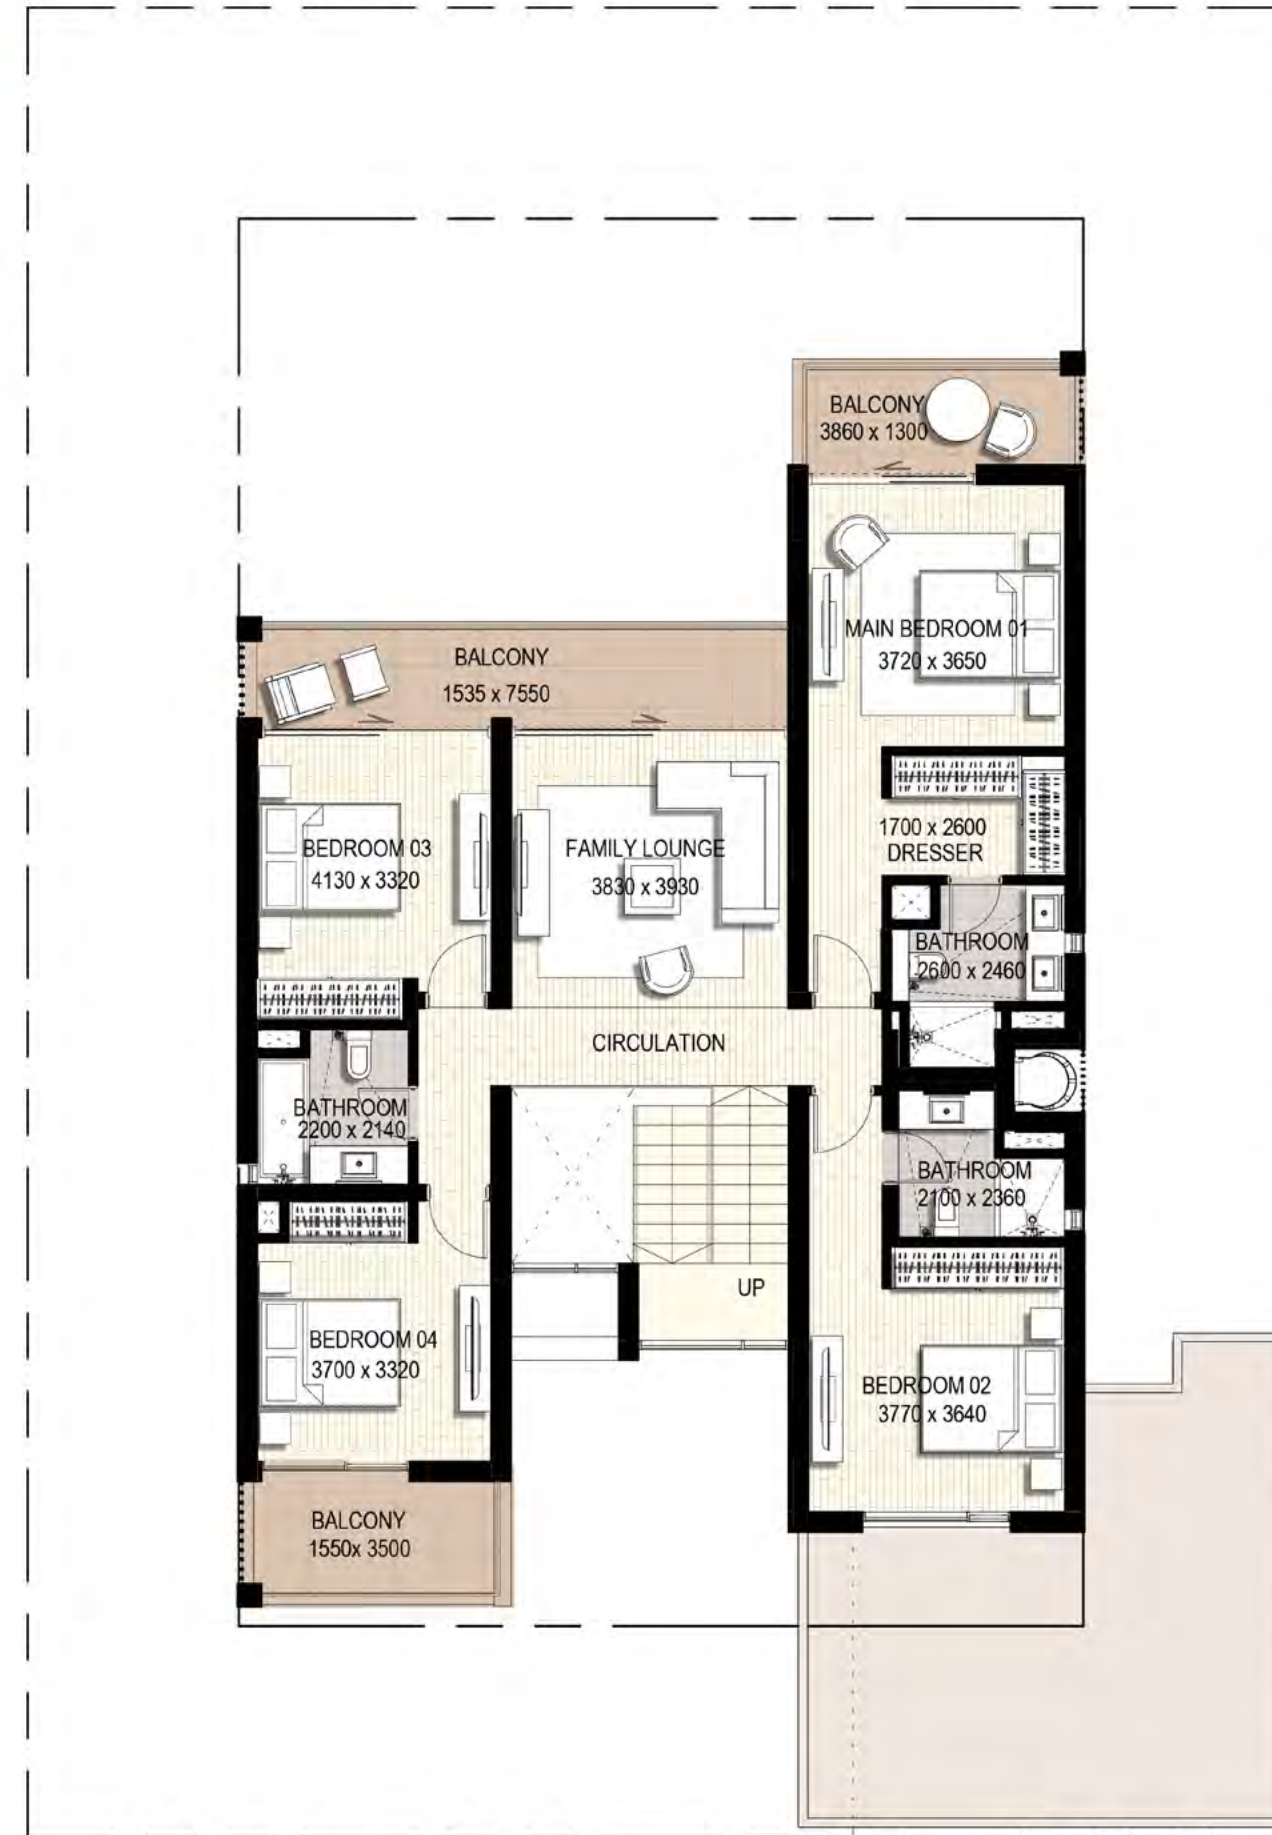 BALCONY
3860 x 1300
MAIN BEDROOM 01
3720 x 3650
BALCONY
1535 x 7550
BEDROOM 03
4130 x 3320
FAMILY LOUNGE
3830 x 3930
1700 x 2600
DRESSER
BATHROOM
2600 x 2460
CIRCULATION
BATHROOM
2200 x 2140
BATHROOM
2100 x 2360
UP
BEDROOM 04
3700 x 3320
BEDROOM 02
3770 x 3640
BALCONY
1550x 3500